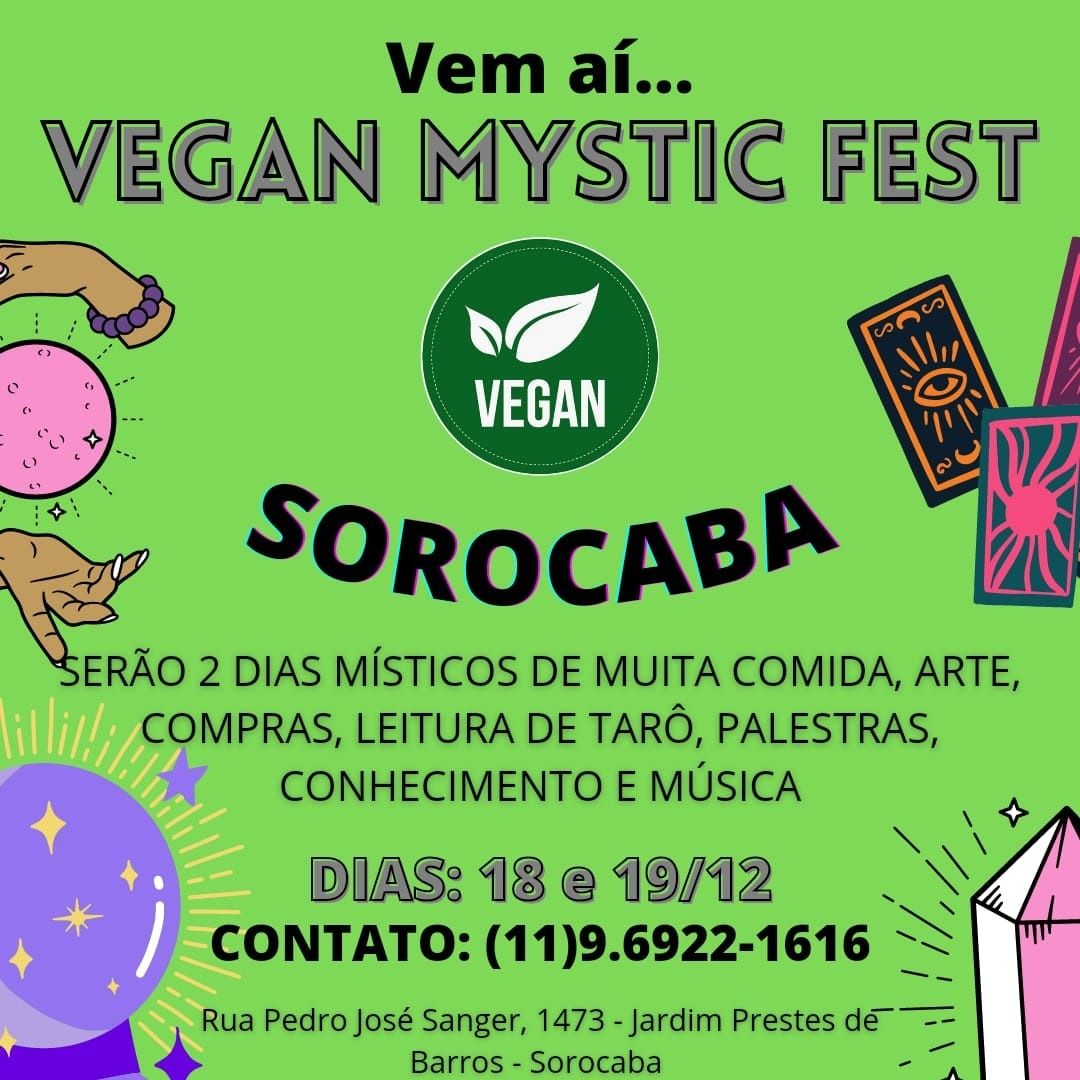 Vem aí...
VEGAN MYSTIC FEST
VEGAN
SOROCABA
SERÃO 2 DIAS MÍSTICOS DE MUITA COMIDA, ARTE,
COMPRAS, LEITURA DE TARÔ, PALESTRAS,
CONHECIMENTO E MÚSICA
DIAS: 18 e 19/12
CONTATO: (11)9.6922-1616
Rua Pedro José Sanger, 1473 - Jardim Prestes de
Barros - Sorocaba